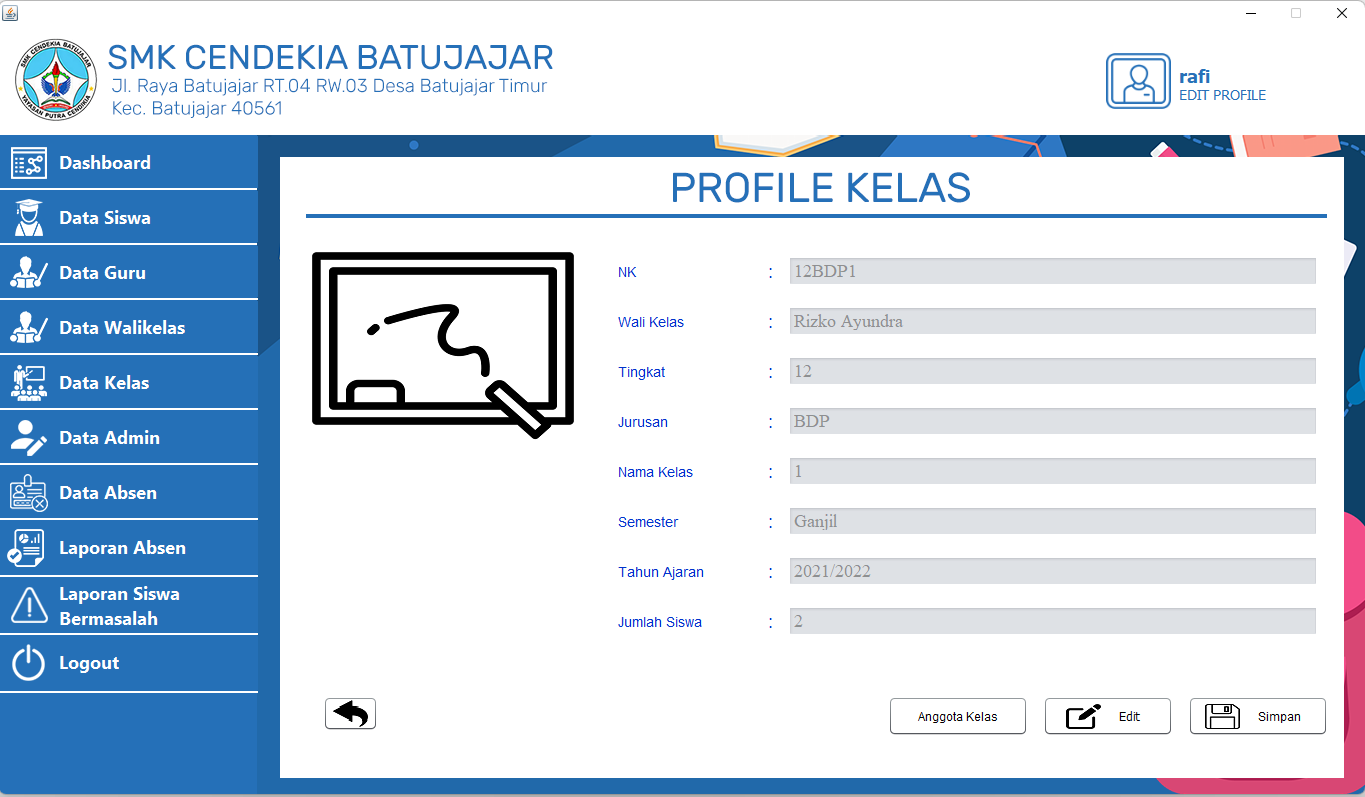 SMK CENDEKIA BATUJAJAR
Jl. Raya Batujajar RT.04 RW.03 Desa Batujajar Timur
Kec. Batujajar 40561
SMK CENDEKIA BATUJAJAR
YAYASAN PUTRA CENDIKIA
rafi
EDIT PROFILE
Dashboard
Data Siswa
Data Guru
Data Walikelas
Data Kelas
Data Admin
Data Absen
Laporan Absen
Laporan Siswa
Bermasalah
Logout
PROFILE KELAS
NK : 12BDP1
Wali Kelas : Rizko Ayundra
Tingkat : 12
Jurusan : BDP
Nama Kelas : 1
Semester : Ganjil
Tahun Ajaran : 2021/2022
Jumlah Siswa : 2
Anggota Kelas
Edit
Simpan